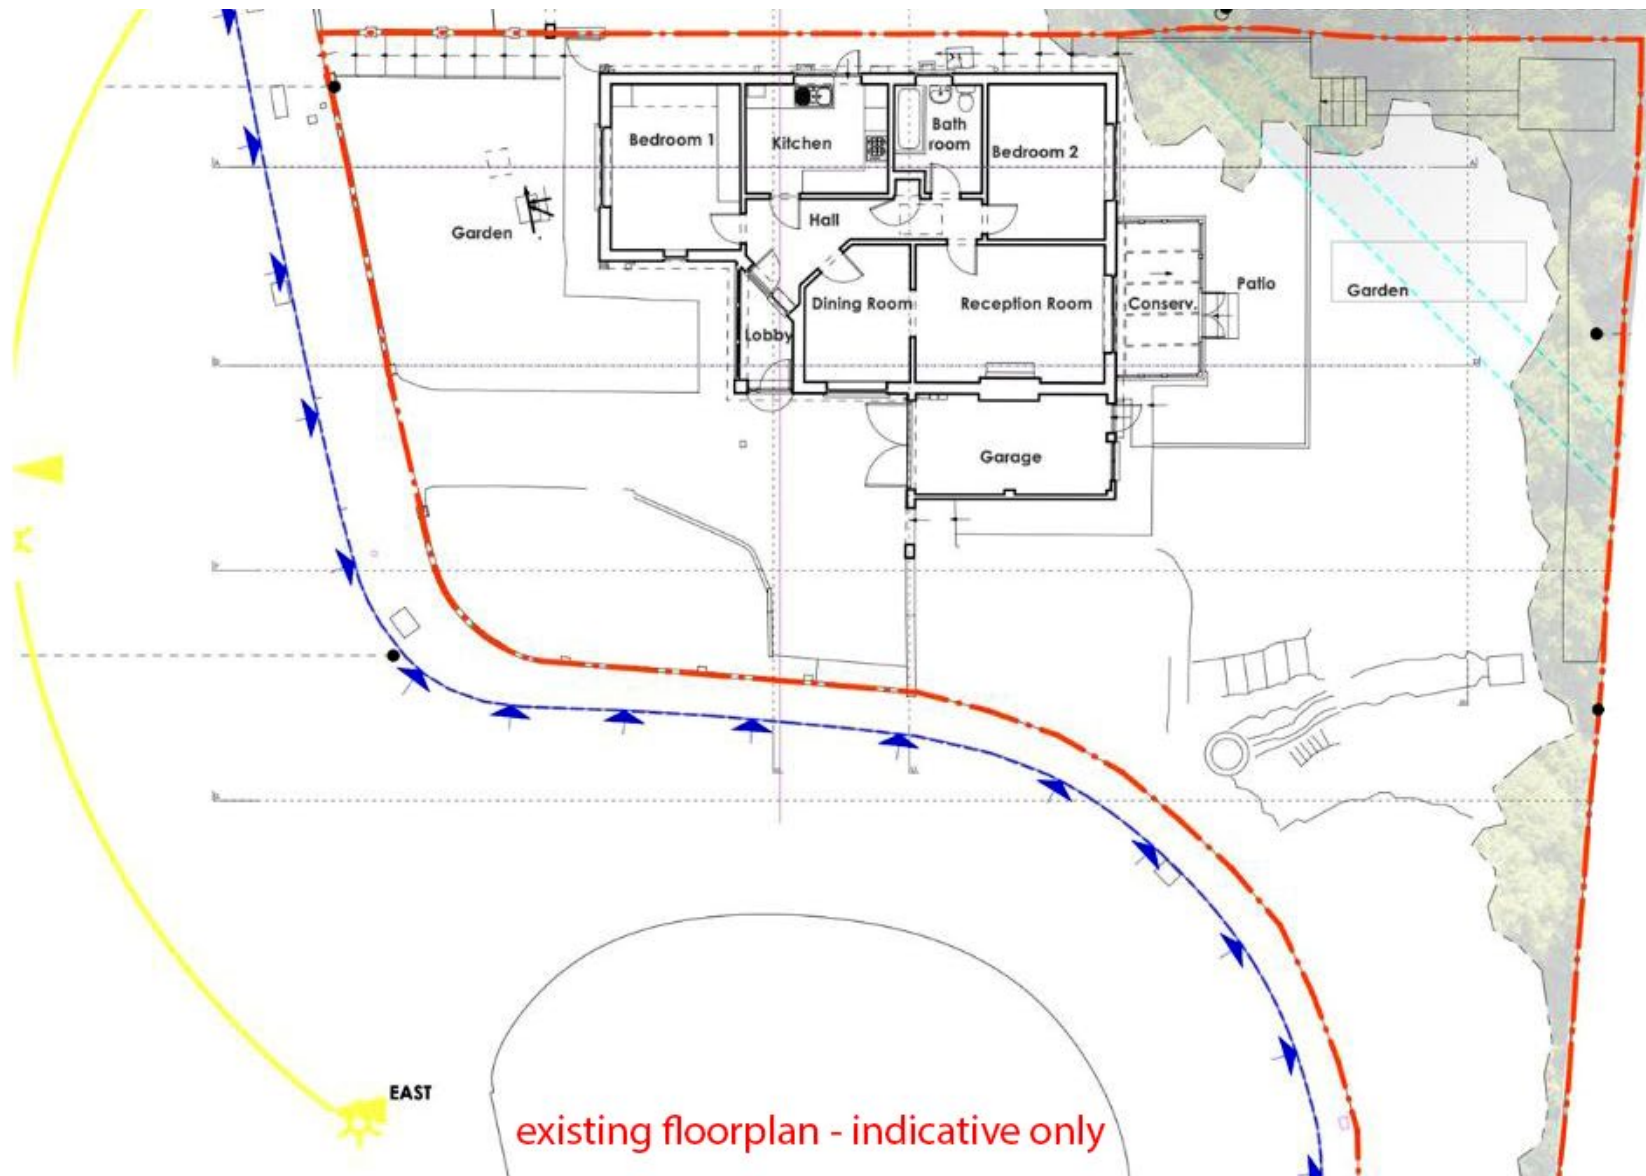 Bedroom 1
Kitchen
Bath
room
Bedroom 2
Hall
Garden
Dining Room
Reception Room
Conserv.
Patio
Garden
Lobby
Garage
EAST
existing floorplan - indicative only